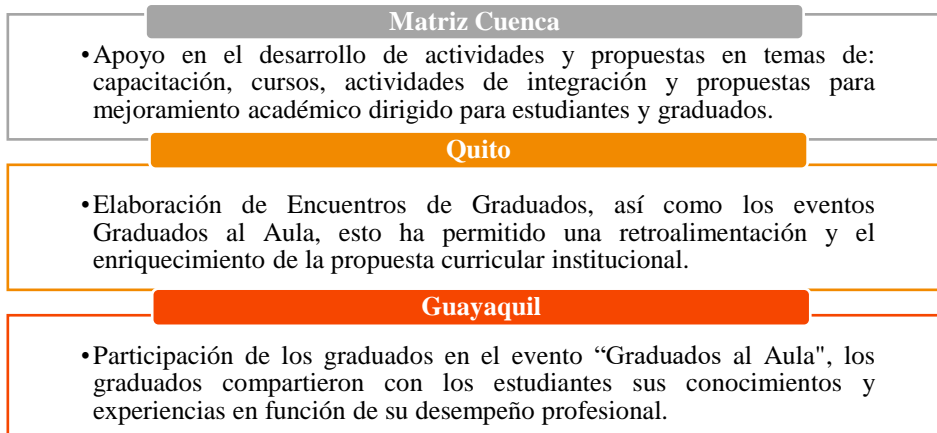 Matriz Cuenca
•Apoyo en el desarrollo de actividades y propuestas en temas de:
capacitación, cursos, actividades de integración y propuestas para
mejoramiento académico dirigido para estudiantes y graduados.
Quito
•Elaboración de Encuentros de Graduados, así como los eventos
Graduados al Aula, esto ha permitido una retroalimentación y el
enriquecimiento de la propuesta curricular institucional.
Guayaquil
•Participación de los graduados en el evento “Graduados al Aula", los
graduados compartieron con los estudiantes sus conocimientos y
experiencias en función de su desempeño profesional.